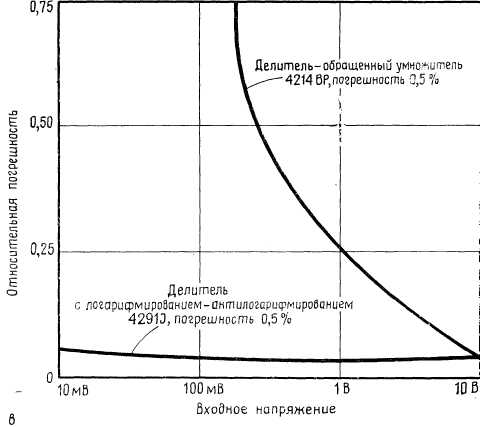 0,75
Делитель-обращенный умножитель
4214 BP, погрешность 0,5 %
0,50
Относительная погрешность
0,25
Делитель
с логарифмированием-антилогарифмированием
4291J, погрешность 0,5 %
0
10 мВ
100 мВ
1 В
10 В
Входное напряжение
в